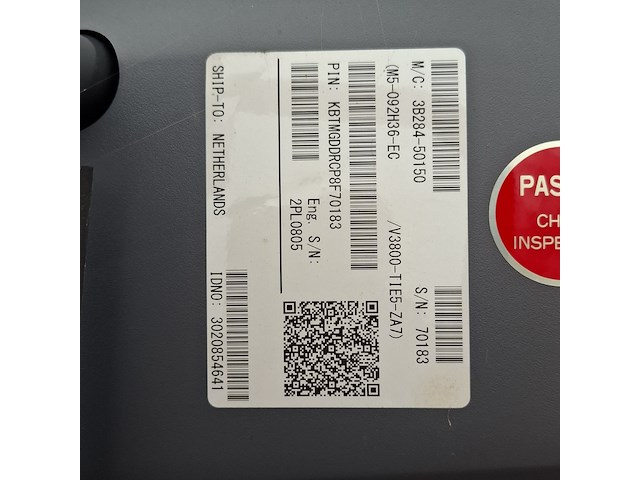 M/C: 3B284-50150
S/N: 70183
(M5-092H36-EC
/V3800-TIE5-ZA7)
PIN: KBTMGDDRCP8F70183
Eng. S/N:
2PL0805
SHIP-TO: NETHERLANDS
IDNO: 3020854641
PAS
CH
INSPE